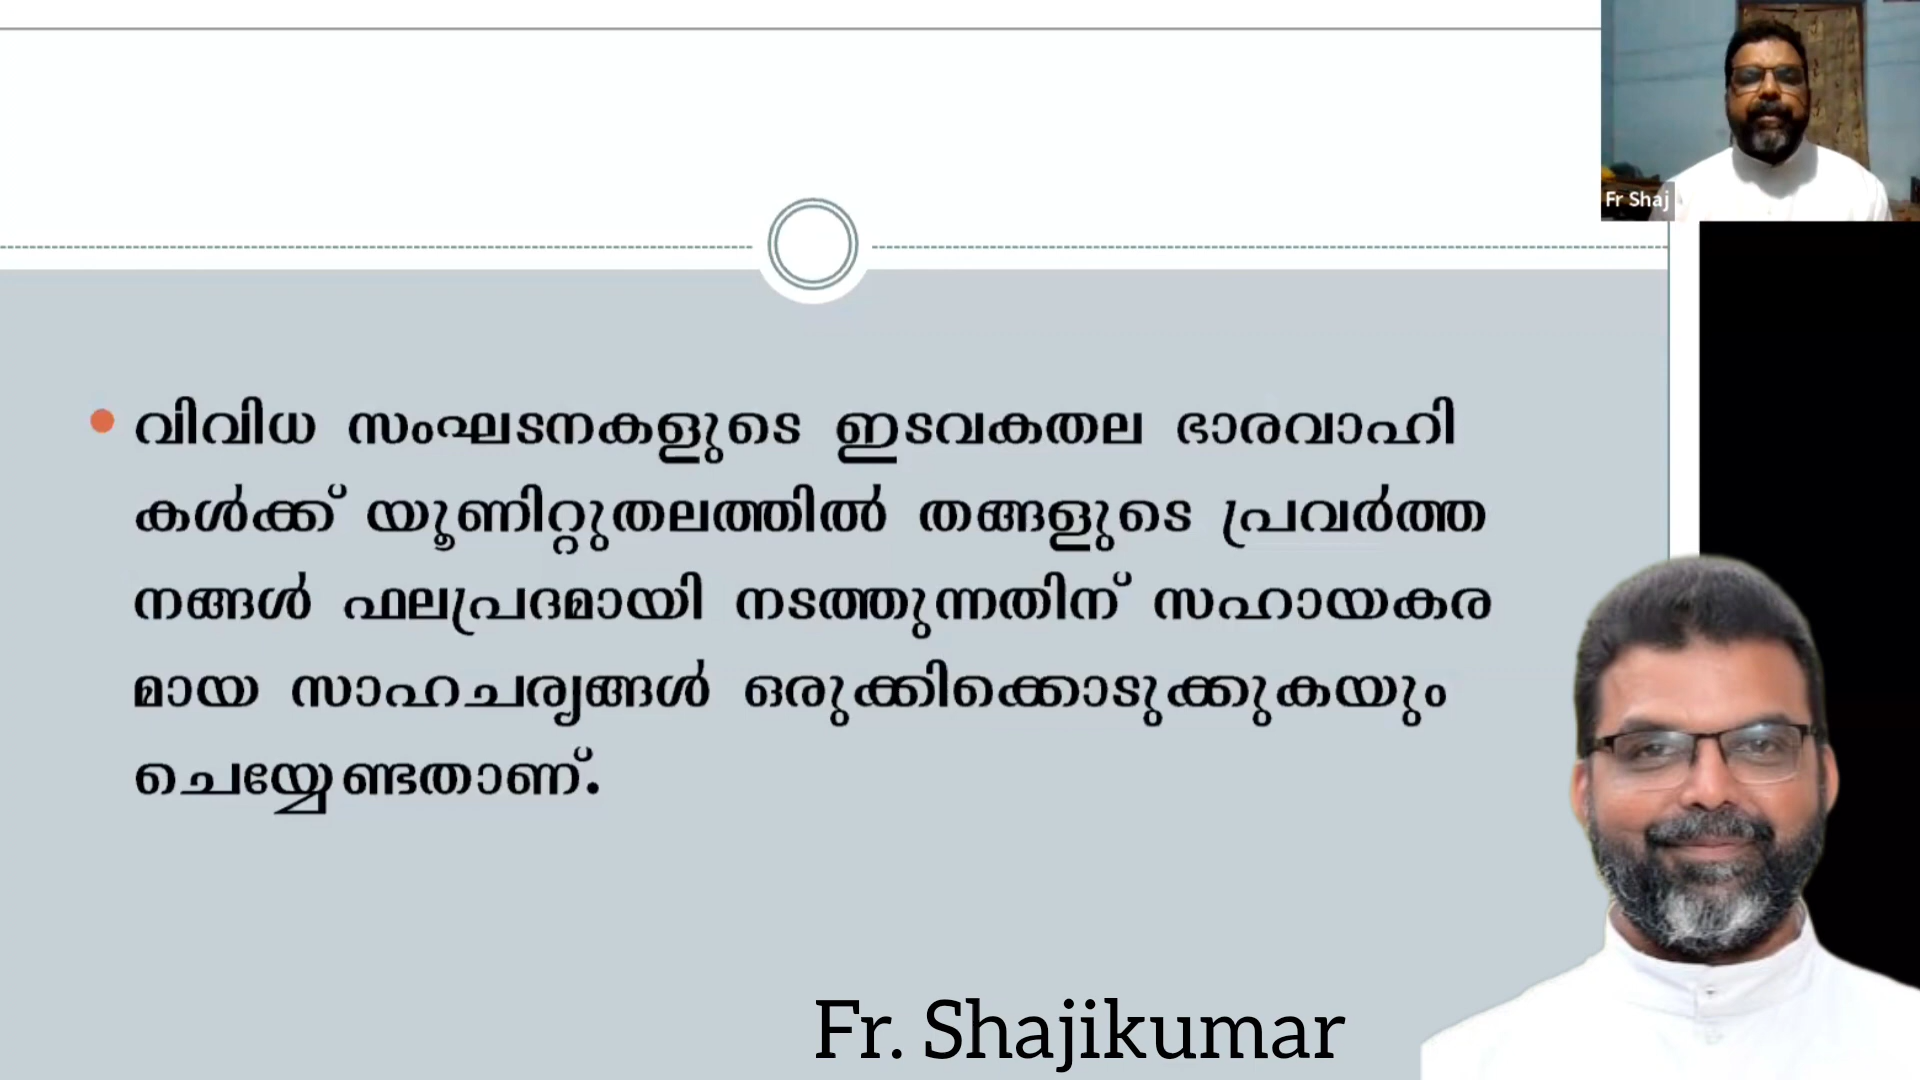 Fr Shaj
വിവിധ സംഘടനകളുടെ ഇടവകതല ഭാരവാഹി
കൾക്ക് യൂണിറ്റുതലത്തിൽ തങ്ങളുടെ പ്രവർത്ത
നങ്ങൾ ഫലപ്രദമായി നടത്തുന്നതിന് സഹായകര
മായ സാഹചര്യങ്ങൾ ഒരുക്കിക്കൊടുക്കുകയും
ചെയ്യേണ്ടതാണ്.
Fr. Shajikumar